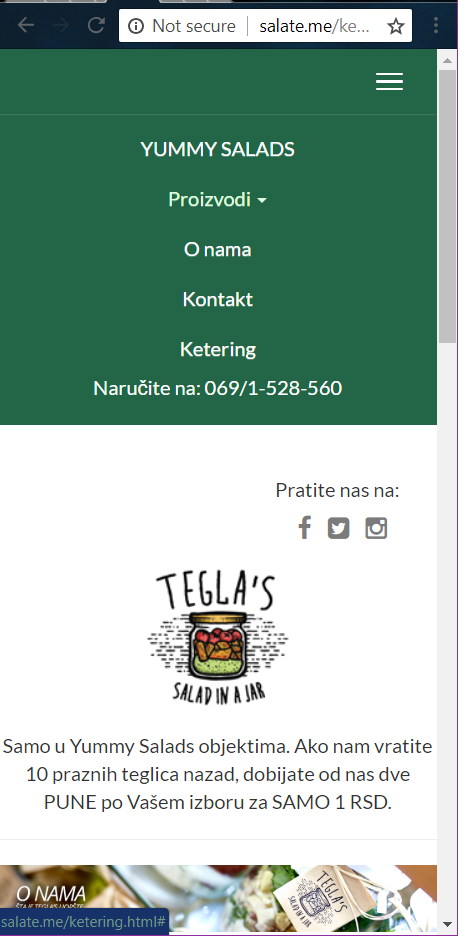 Not secure
salate.me/ke...
YUMMY SALADS
Proizvodi
O nama
Kontakt
Ketering
Naručite na: 069/1-528-560
Pratite nas na:
TEGLA'S
SALAD IN A JAR
Samo u Yummy Salads objektima. Ako nam vratite
10 praznih teglica nazad, dobijate od nas dve
PUNE po Vašem izboru za SAMO 1 RSD.
O NAMA
TEGLA'S
SALAD IN A JAR
salate.me/ketering.html#